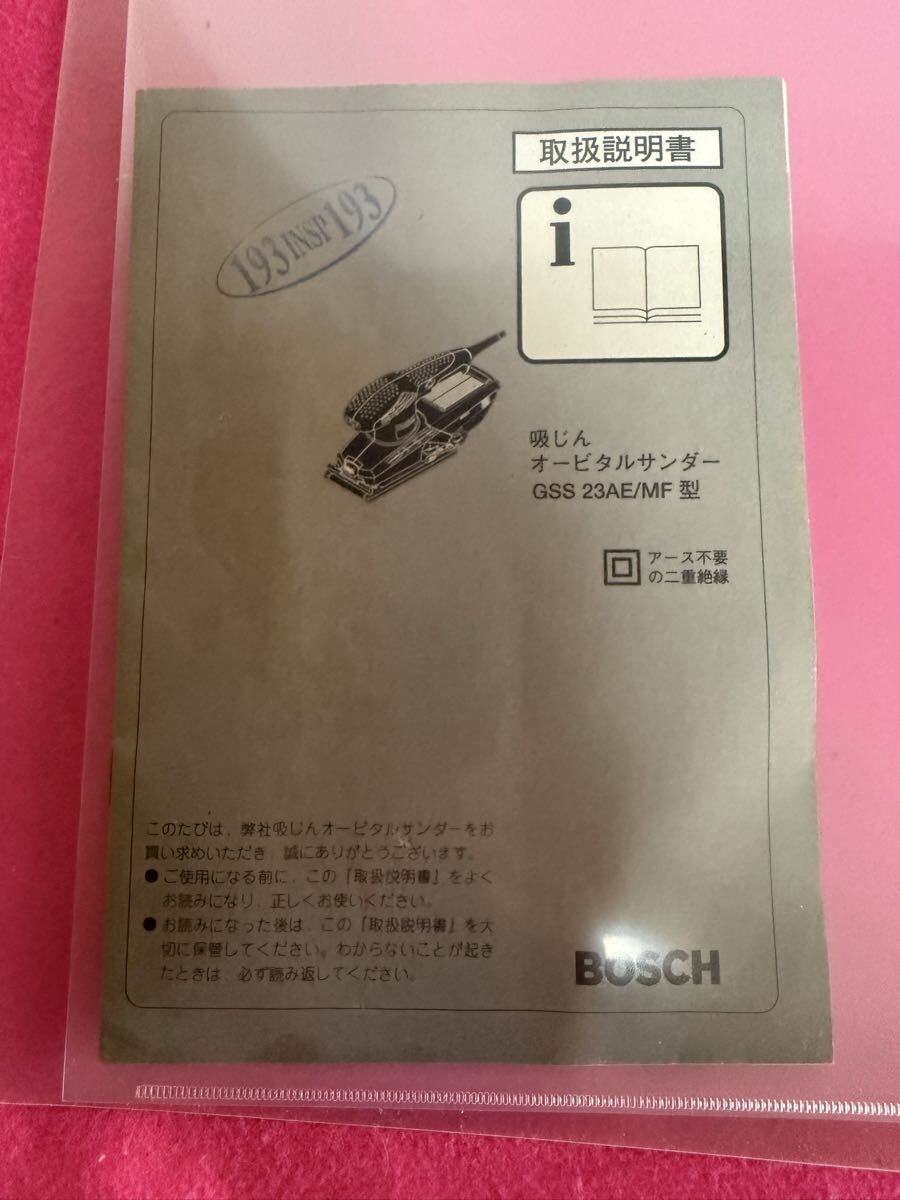 取扱説明書
193 INSP 193
i
吸じん
オービタルサンダー
GSS 23AE/MF 型
アース不要
の二重絶縁
このたびは、弊社吸じんオービタルサンダーをお
買い求めいただき、誠にありがとうございます。
● ご使用になる前に、この『取扱説明書』をよく
お読みになり、正しくお使いください。
● お読みになった後は、この『取扱説明書』を大
切に保管してください。わからないことが起き
たときは、必ず読み返してください。
BOSCH